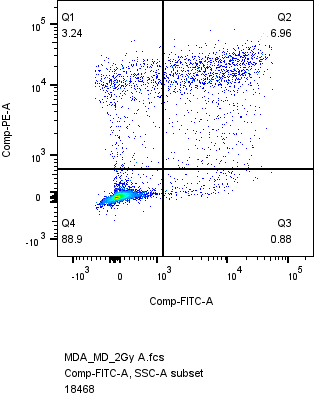 Q1
3.24
Q2
6.96
10^5
10^4
10^3
0
-10^3
Comp-PE-A
Q4
88.9
Q3
0.88
-10^3 0 10^3 10^4 10^5
Comp-FITC-A
MDA_MD_2Gy A.fcs
Comp-FITC-A, SSC-A subset
18468